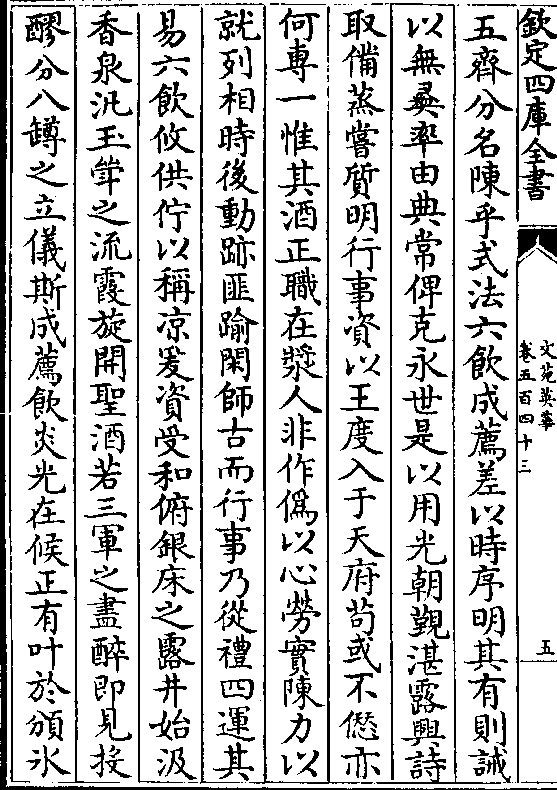 欽定四庫全書
文苑英華
卷五百四十三
五
五齊分名陳乎式法六飲成薦差以時序明其有則誡
以無彝率由典常俾克永世是以用光朝覲湛露興詩
取備蒸嘗質明行事資以王度入于天府苟或不愆亦
何專一惟其酒正職在漿人非作僞以心勞實陳力以
就列相時後動跡匪踰閑師古而行事乃從禮四運其
易六飲攸供佇以稱凉爰資受和俯銀床之露井始汲
香泉汎玉斝之流霞旋開聖酒若三軍之盡醉即見投
醪分八罇之立儀斯成薦飲炎光在候正有叶於頒氷